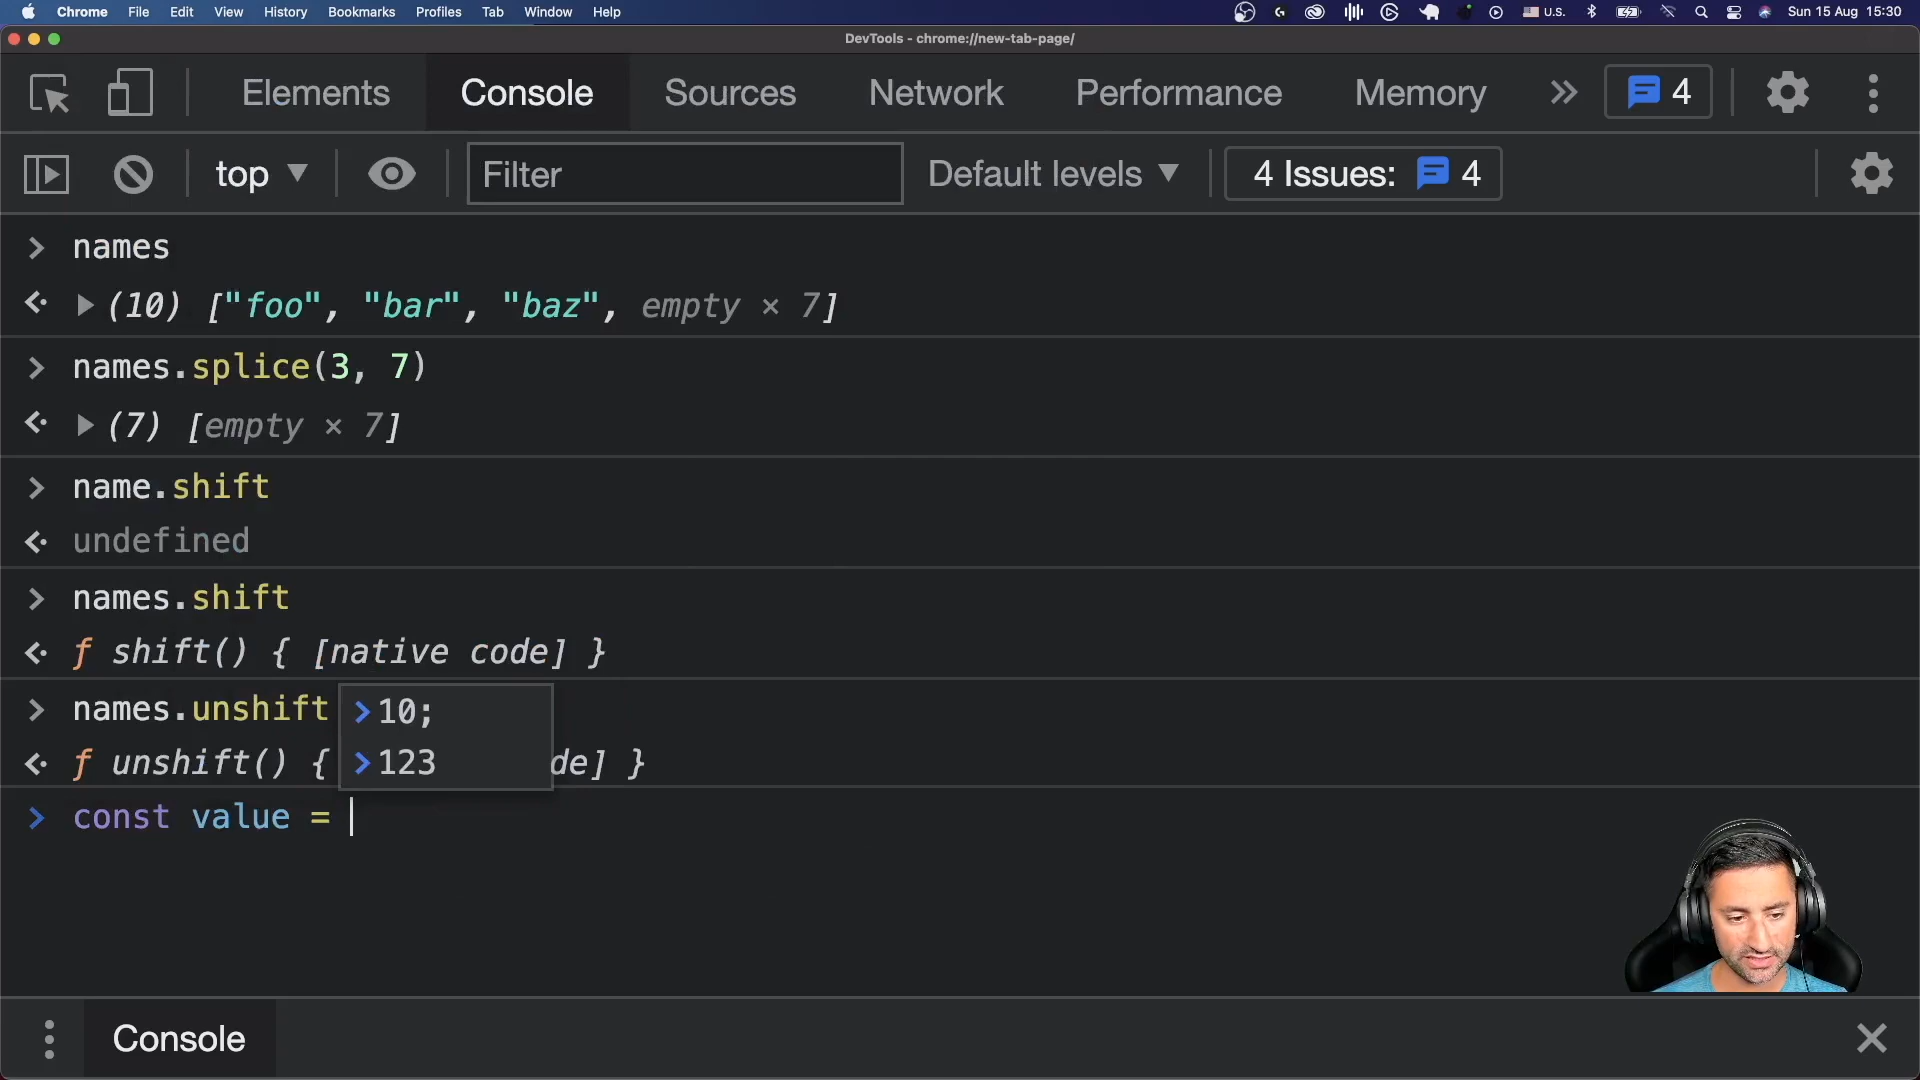 Chrome File Edit View History Bookmarks Profiles Tab Window Help U.S. Sun 15 Aug 15:30
DevTools - chrome://new-tab-page/
Elements Console Sources Network Performance Memory 4
top Filter Default levels 4 Issues: 4
names
(10) ["foo", "bar", "baz", empty × 7]
names.splice(3, 7)
(7) [empty × 7]
name.shift
undefined
names.shift
f shift() { [native code] }
names.unshift
10;
f unshift() { de] }
123
const value =
Console